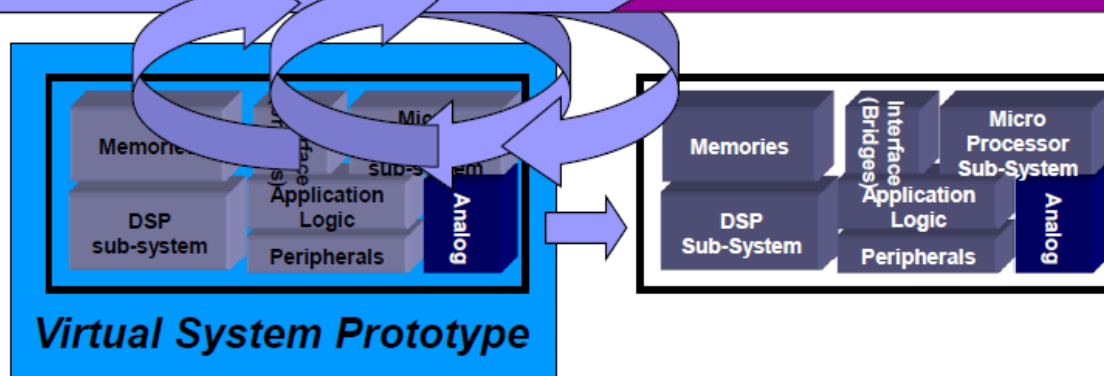 Memories
DSP
sub-system
Application
Logic
Peripherals
Analog
Virtual System Prototype
Memories
Interface
(Bridges)
Micro
Processor
Sub-System
DSP
Sub-System
Application
Logic
Peripherals
Analog